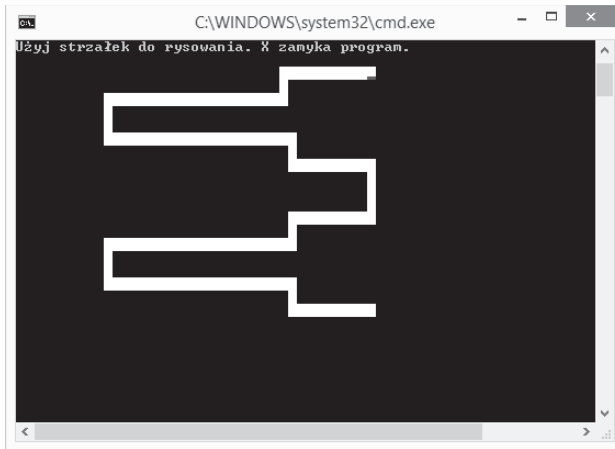 C:\WINDOWS\system32\cmd.exe
Użyj strzałek do rysowania. X zamyka program.